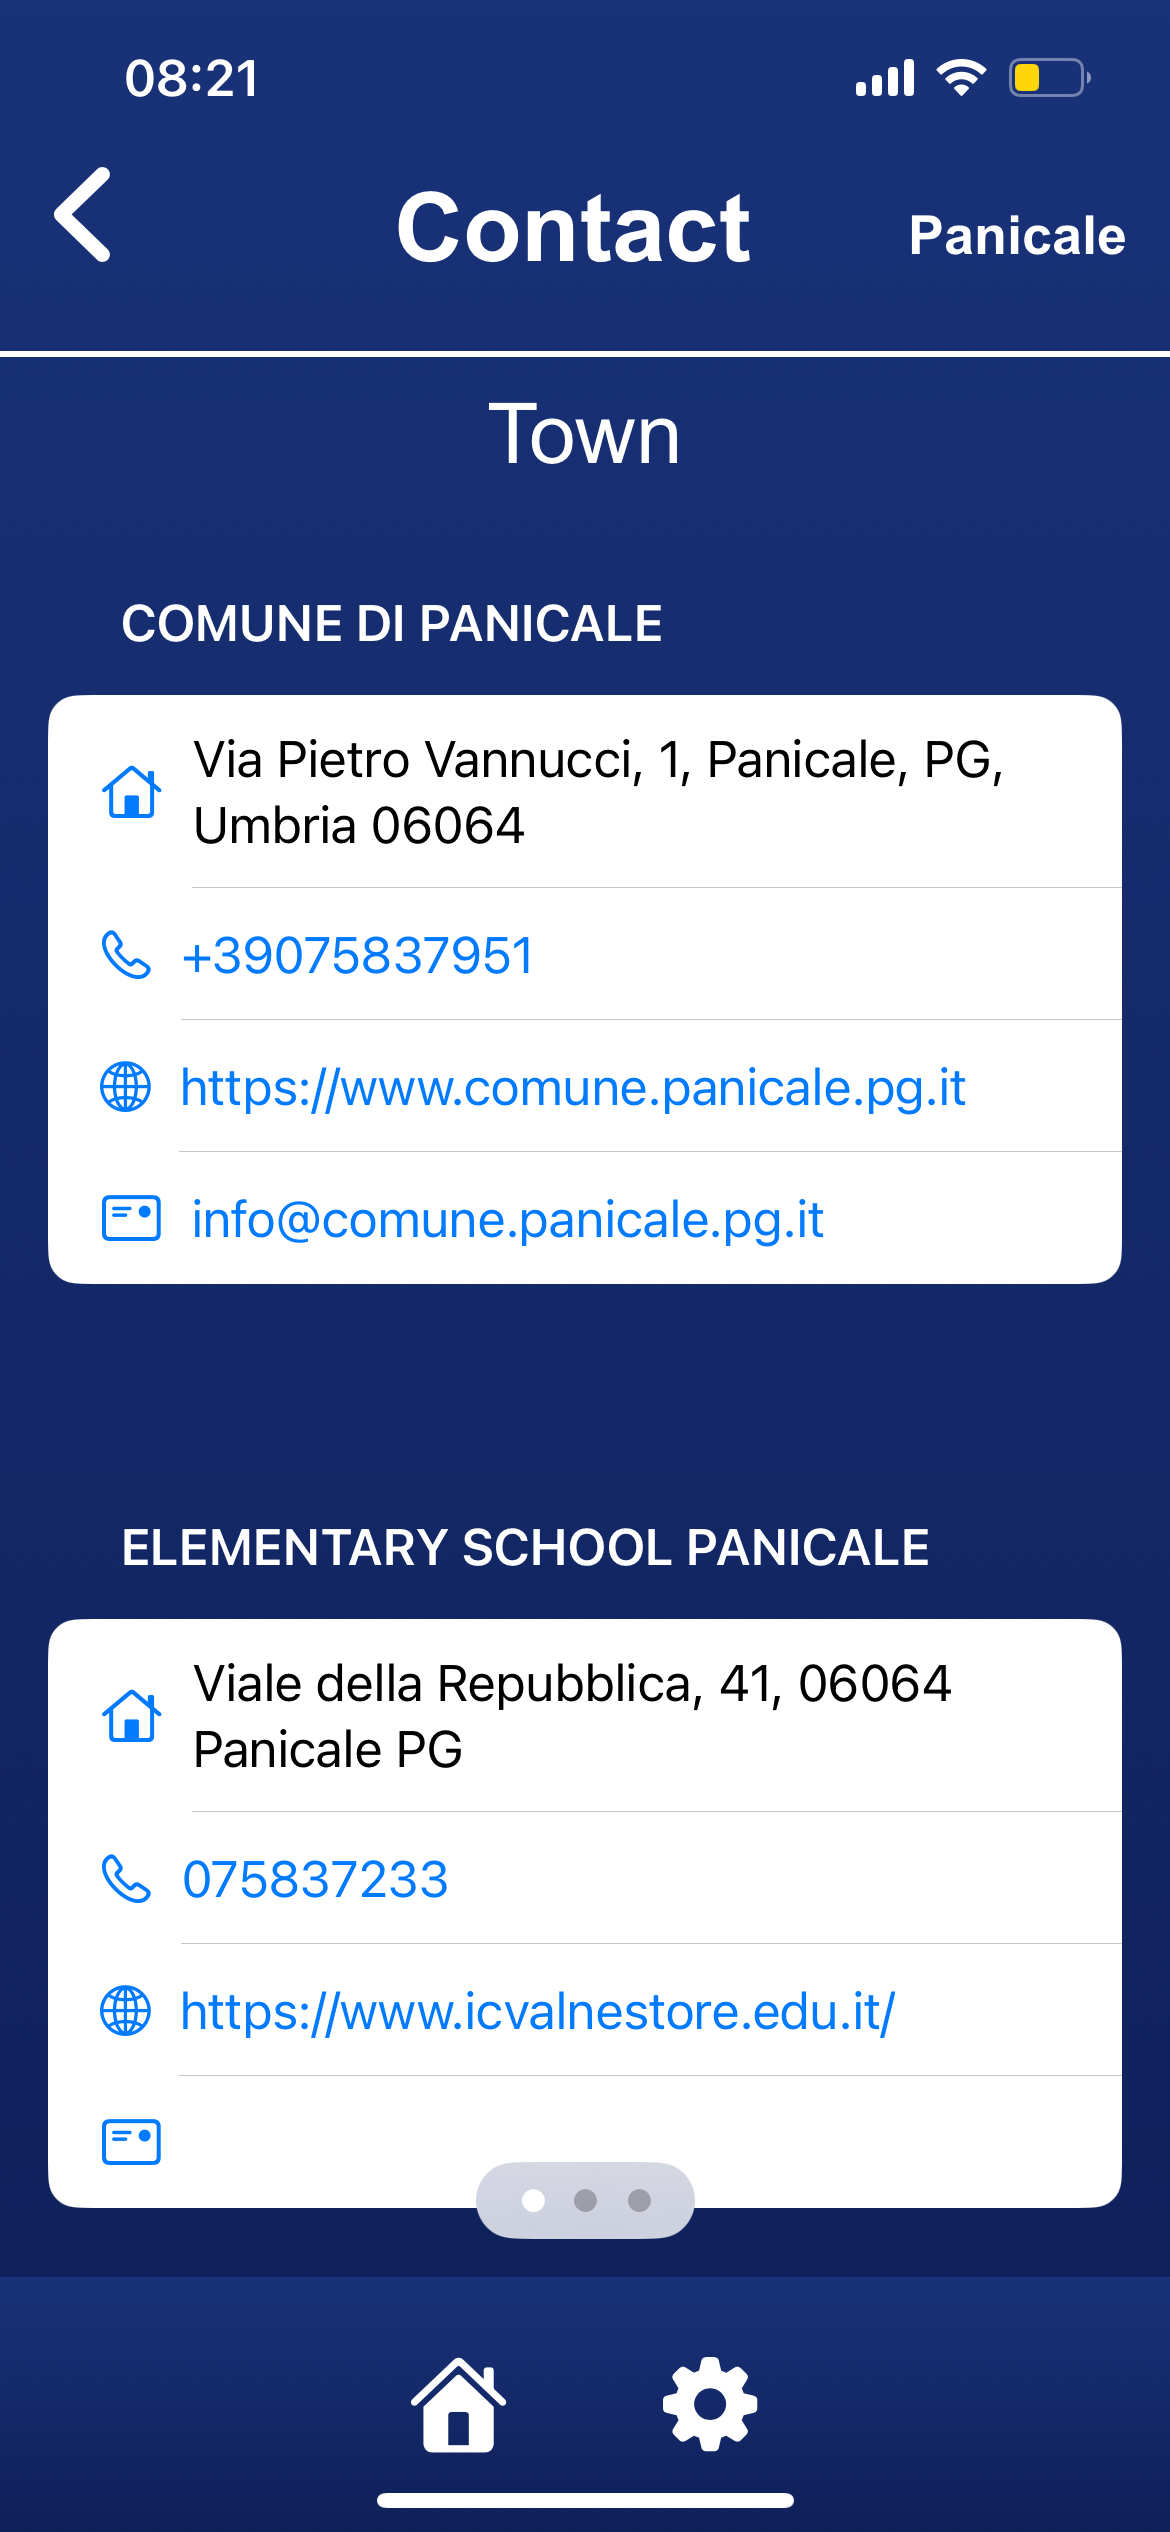 08:21
Contact
Panicale
Town
COMUNE DI PANICALE
Via Pietro Vannucci, 1, Panicale, PG,
Umbria 06064
+39075837951
https://www.comune.panicale.pg.it
info@comune.panicale.pg.it
ELEMENTARY SCHOOL PANICALE
Viale della Repubblica, 41, 06064
Panicale PG
075837233
https://www.icvalnestore.edu.it/